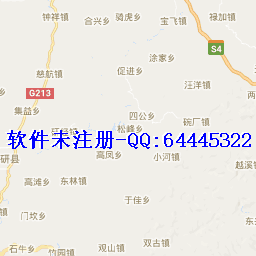 钟祥镇
合兴乡
骑虎乡
宝飞镇
禄加镇
S4
涂家乡
慈航镇
促进乡
汪洋镇
G213
集益乡
四公乡
碗厂镇
松峰乡
软件未注册-QQ:64445322
研县
高凤乡
小河镇
越溪镇
高滩乡
东林镇
于佳乡
门坎乡
石牛乡
竹园镇
观山镇
双古镇